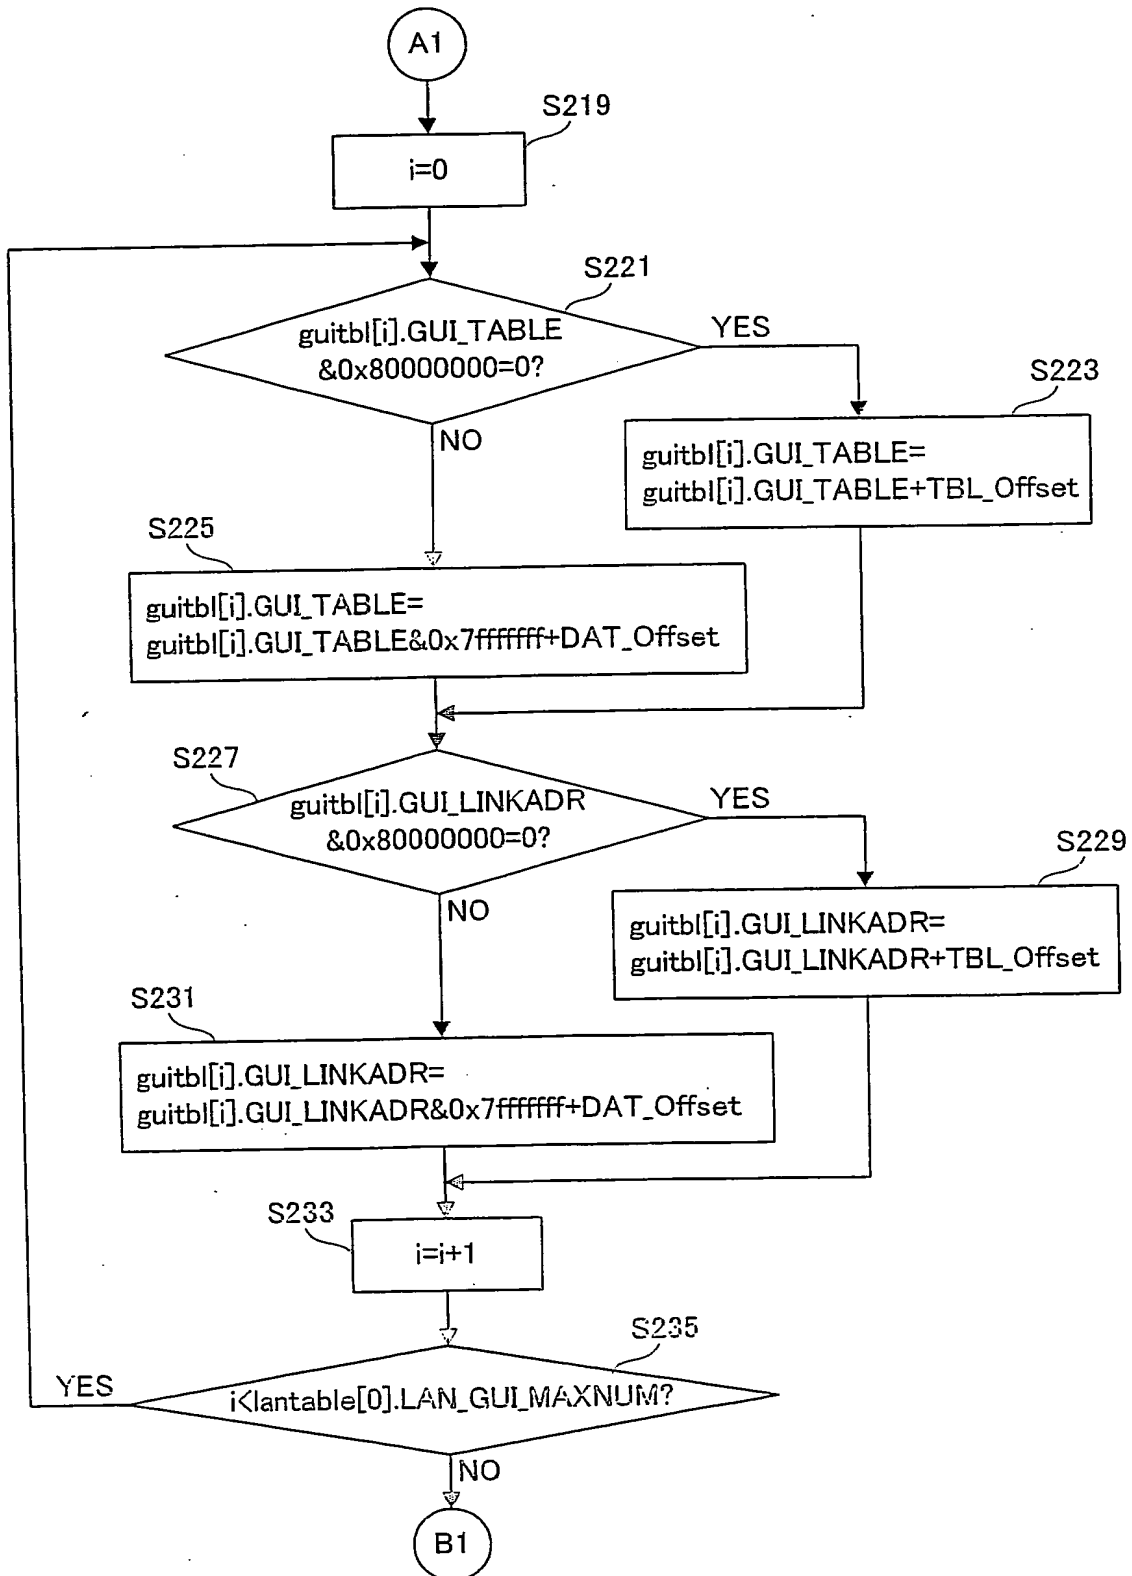 A1
S219
i=0
S221
guitbl[i].GUI_TABLE
&0x80000000=0?
YES
NO
S223
guitbl[i].GUI_TABLE=
guitbl[i].GUI_TABLE+TBL_Offset
S225
guitbl[i].GUI_TABLE=
guitbl[i].GUI_TABLE&0x7fffffff+DAT_Offset
S227
guitbl[i].GUI_LINKADR
&0x80000000=0?
YES
NO
S229
guitbl[i].GUI_LINKADR=
guitbl[i].GUI_LINKADR+TBL_Offset
S231
guitbl[i].GUI_LINKADR=
guitbl[i].GUI_LINKADR&0x7fffffff+DAT_Offset
S233
i=i+1
S235
YES
i<lantable[0].LAN_GUI_MAXNUM?
NO
B1